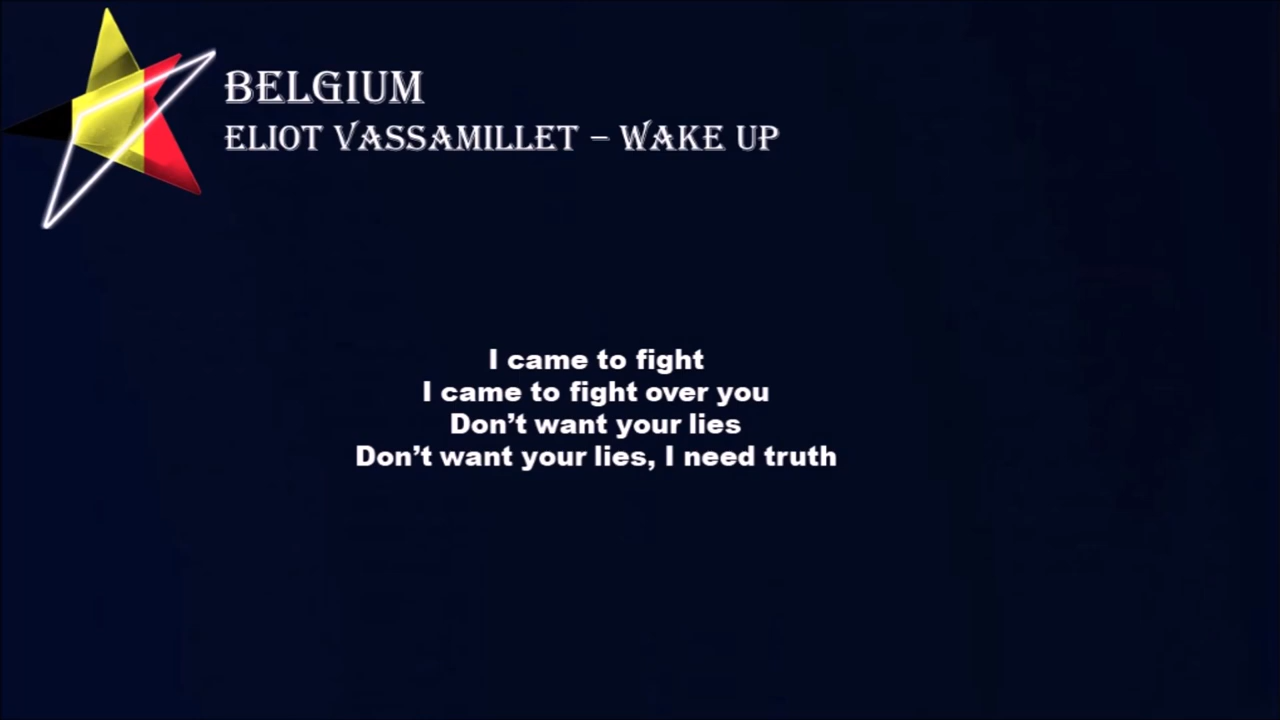 BELGIUM
ELIOT VASSAMILLET – WAKE UP
I came to fight
I came to fight over you
Don’t want your lies
Don’t want your lies, I need truth